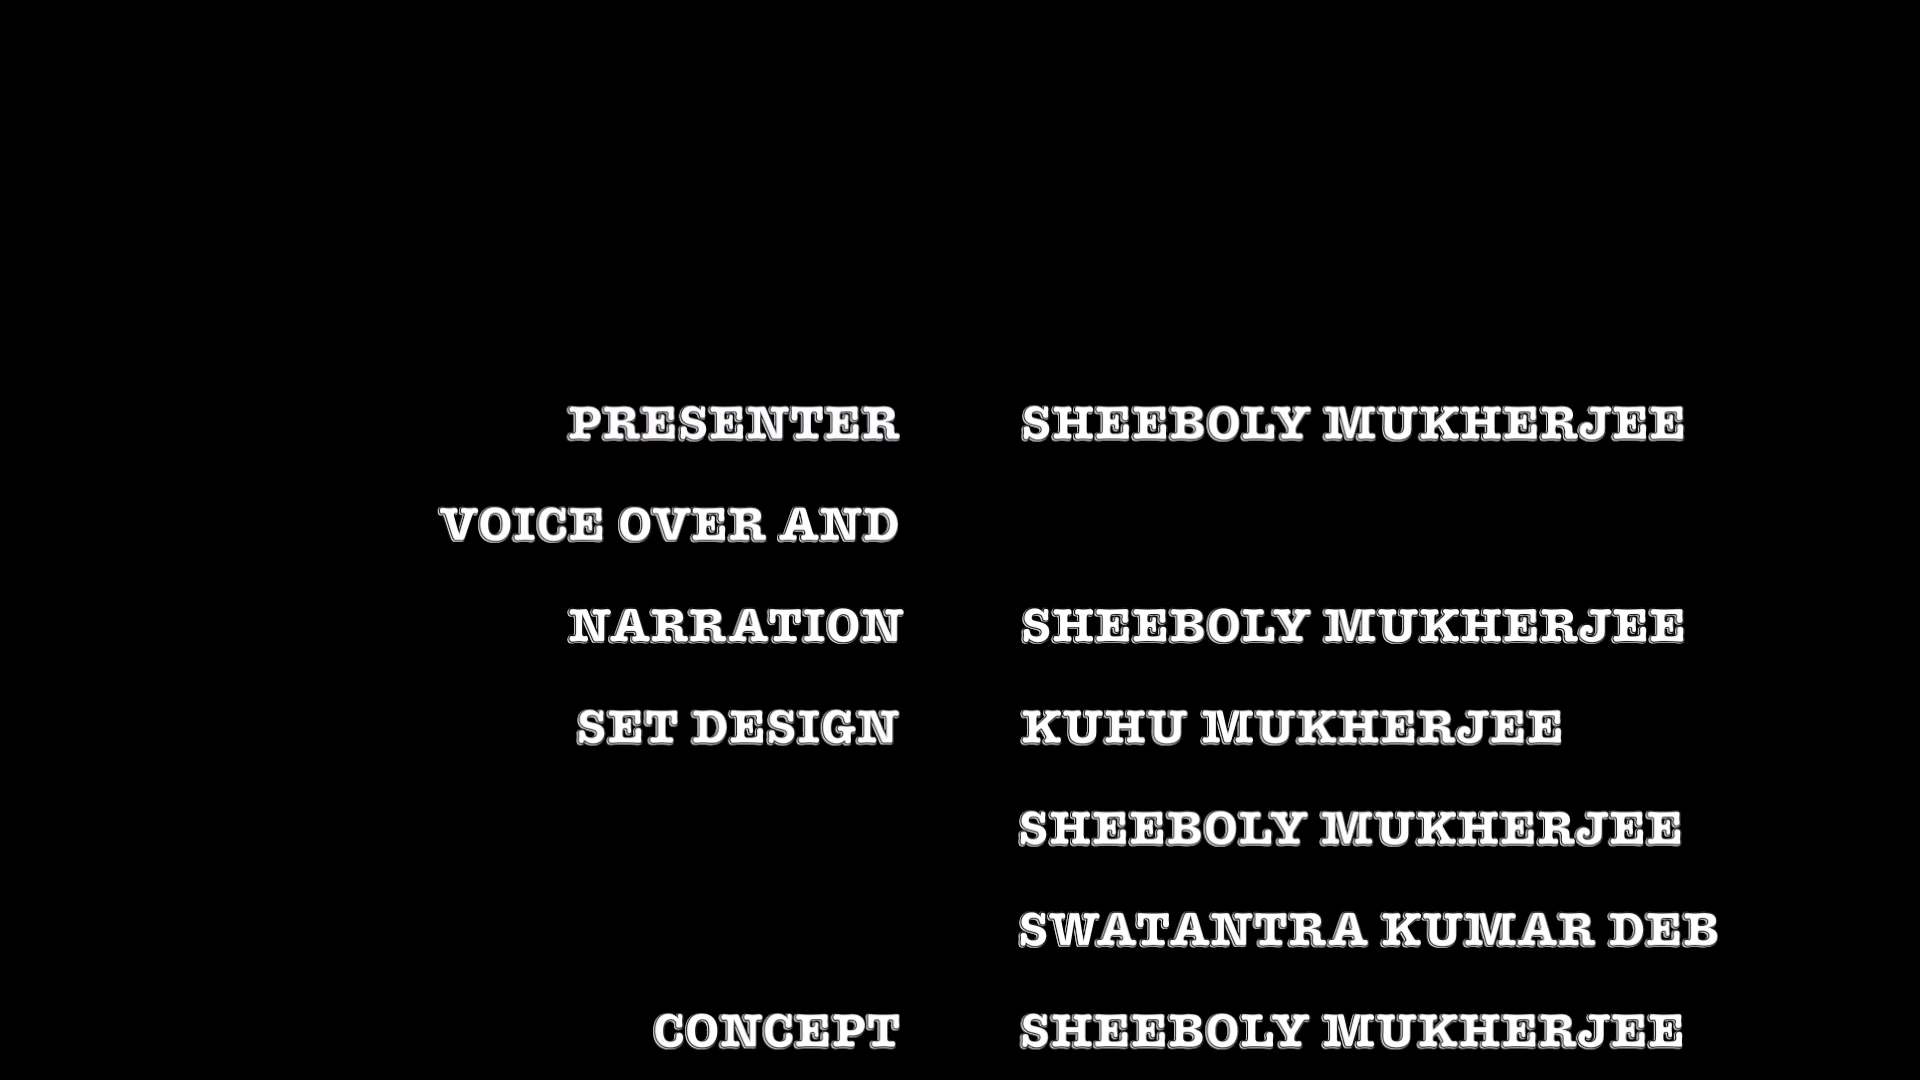 PRESENTER SHEEBOLY MUKHERJEE
VOICE OVER AND
NARRATION SHEEBOLY MUKHERJEE
SET DESIGN KUHU MUKHERJEE
SHEEBOLY MUKHERJEE
SWATANTRA KUMAR DEB
CONCEPT SHEEBOLY MUKHERJEE